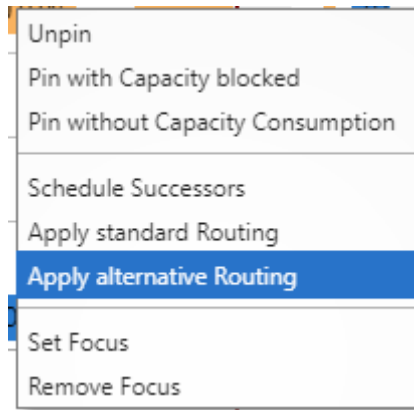 Unpin
Pin with Capacity blocked
Pin without Capacity Consumption
Schedule Successors
Apply standard Routing
Apply alternative Routing
Set Focus
Remove Focus